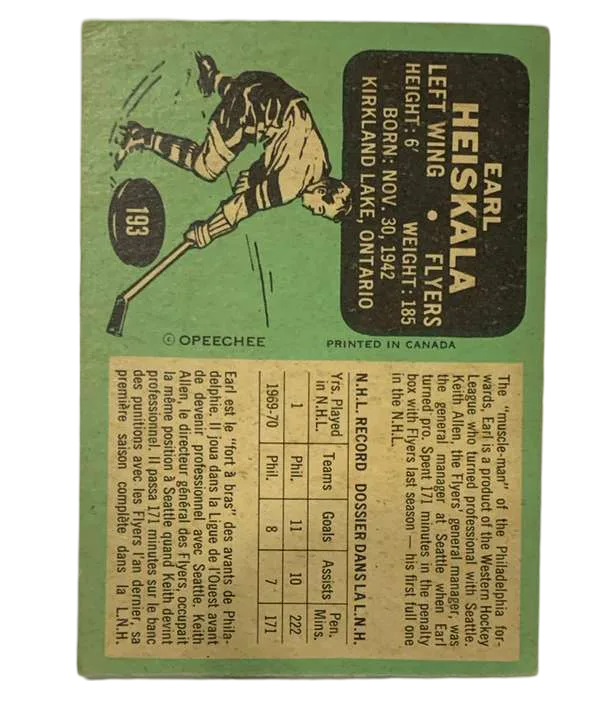 EARL
HEISKALA
LEFT WING • FLYERS
HEIGHT: 6' WEIGHT: 185
BORN: NOV. 30, 1942
KIRKLAND LAKE, ONTARIO
193
© OPEECHEE
PRINTED IN CANADA
The "muscle-man" of the Philadelphia for-
wards, Earl is a product of the Western Hockey
League who turned professional with Seattle.
Keith Allen, the Flyers' general manager, was
the general manager at Seattle when Earl
turned pro. Spent 171 minutes in the penalty
box with Flyers last season — his first full one
in the N.H.L.
N.H.L. RECORD DOSSIER DANS LA L.N.H.
Yrs. Played in N.H.L. Teams Goals Assists Pen. Mins.
1 Phil. 11 10 222
1969-70 Phil. 8 7 171
Earl est le "fort à bras" des avants de Phila-
delphie. Il joua dans la Ligue de l'Ouest avant
de devenir professionnel avec Seattle. Keith
Allen, le directeur général des Flyers, occupait
la même position à Seattle quand Keith devint
professionnel. Il passa 171 minutes sur le banc
des punitions avec les Flyers l'an dernier, sa
première saison complète dans la L.N.H.